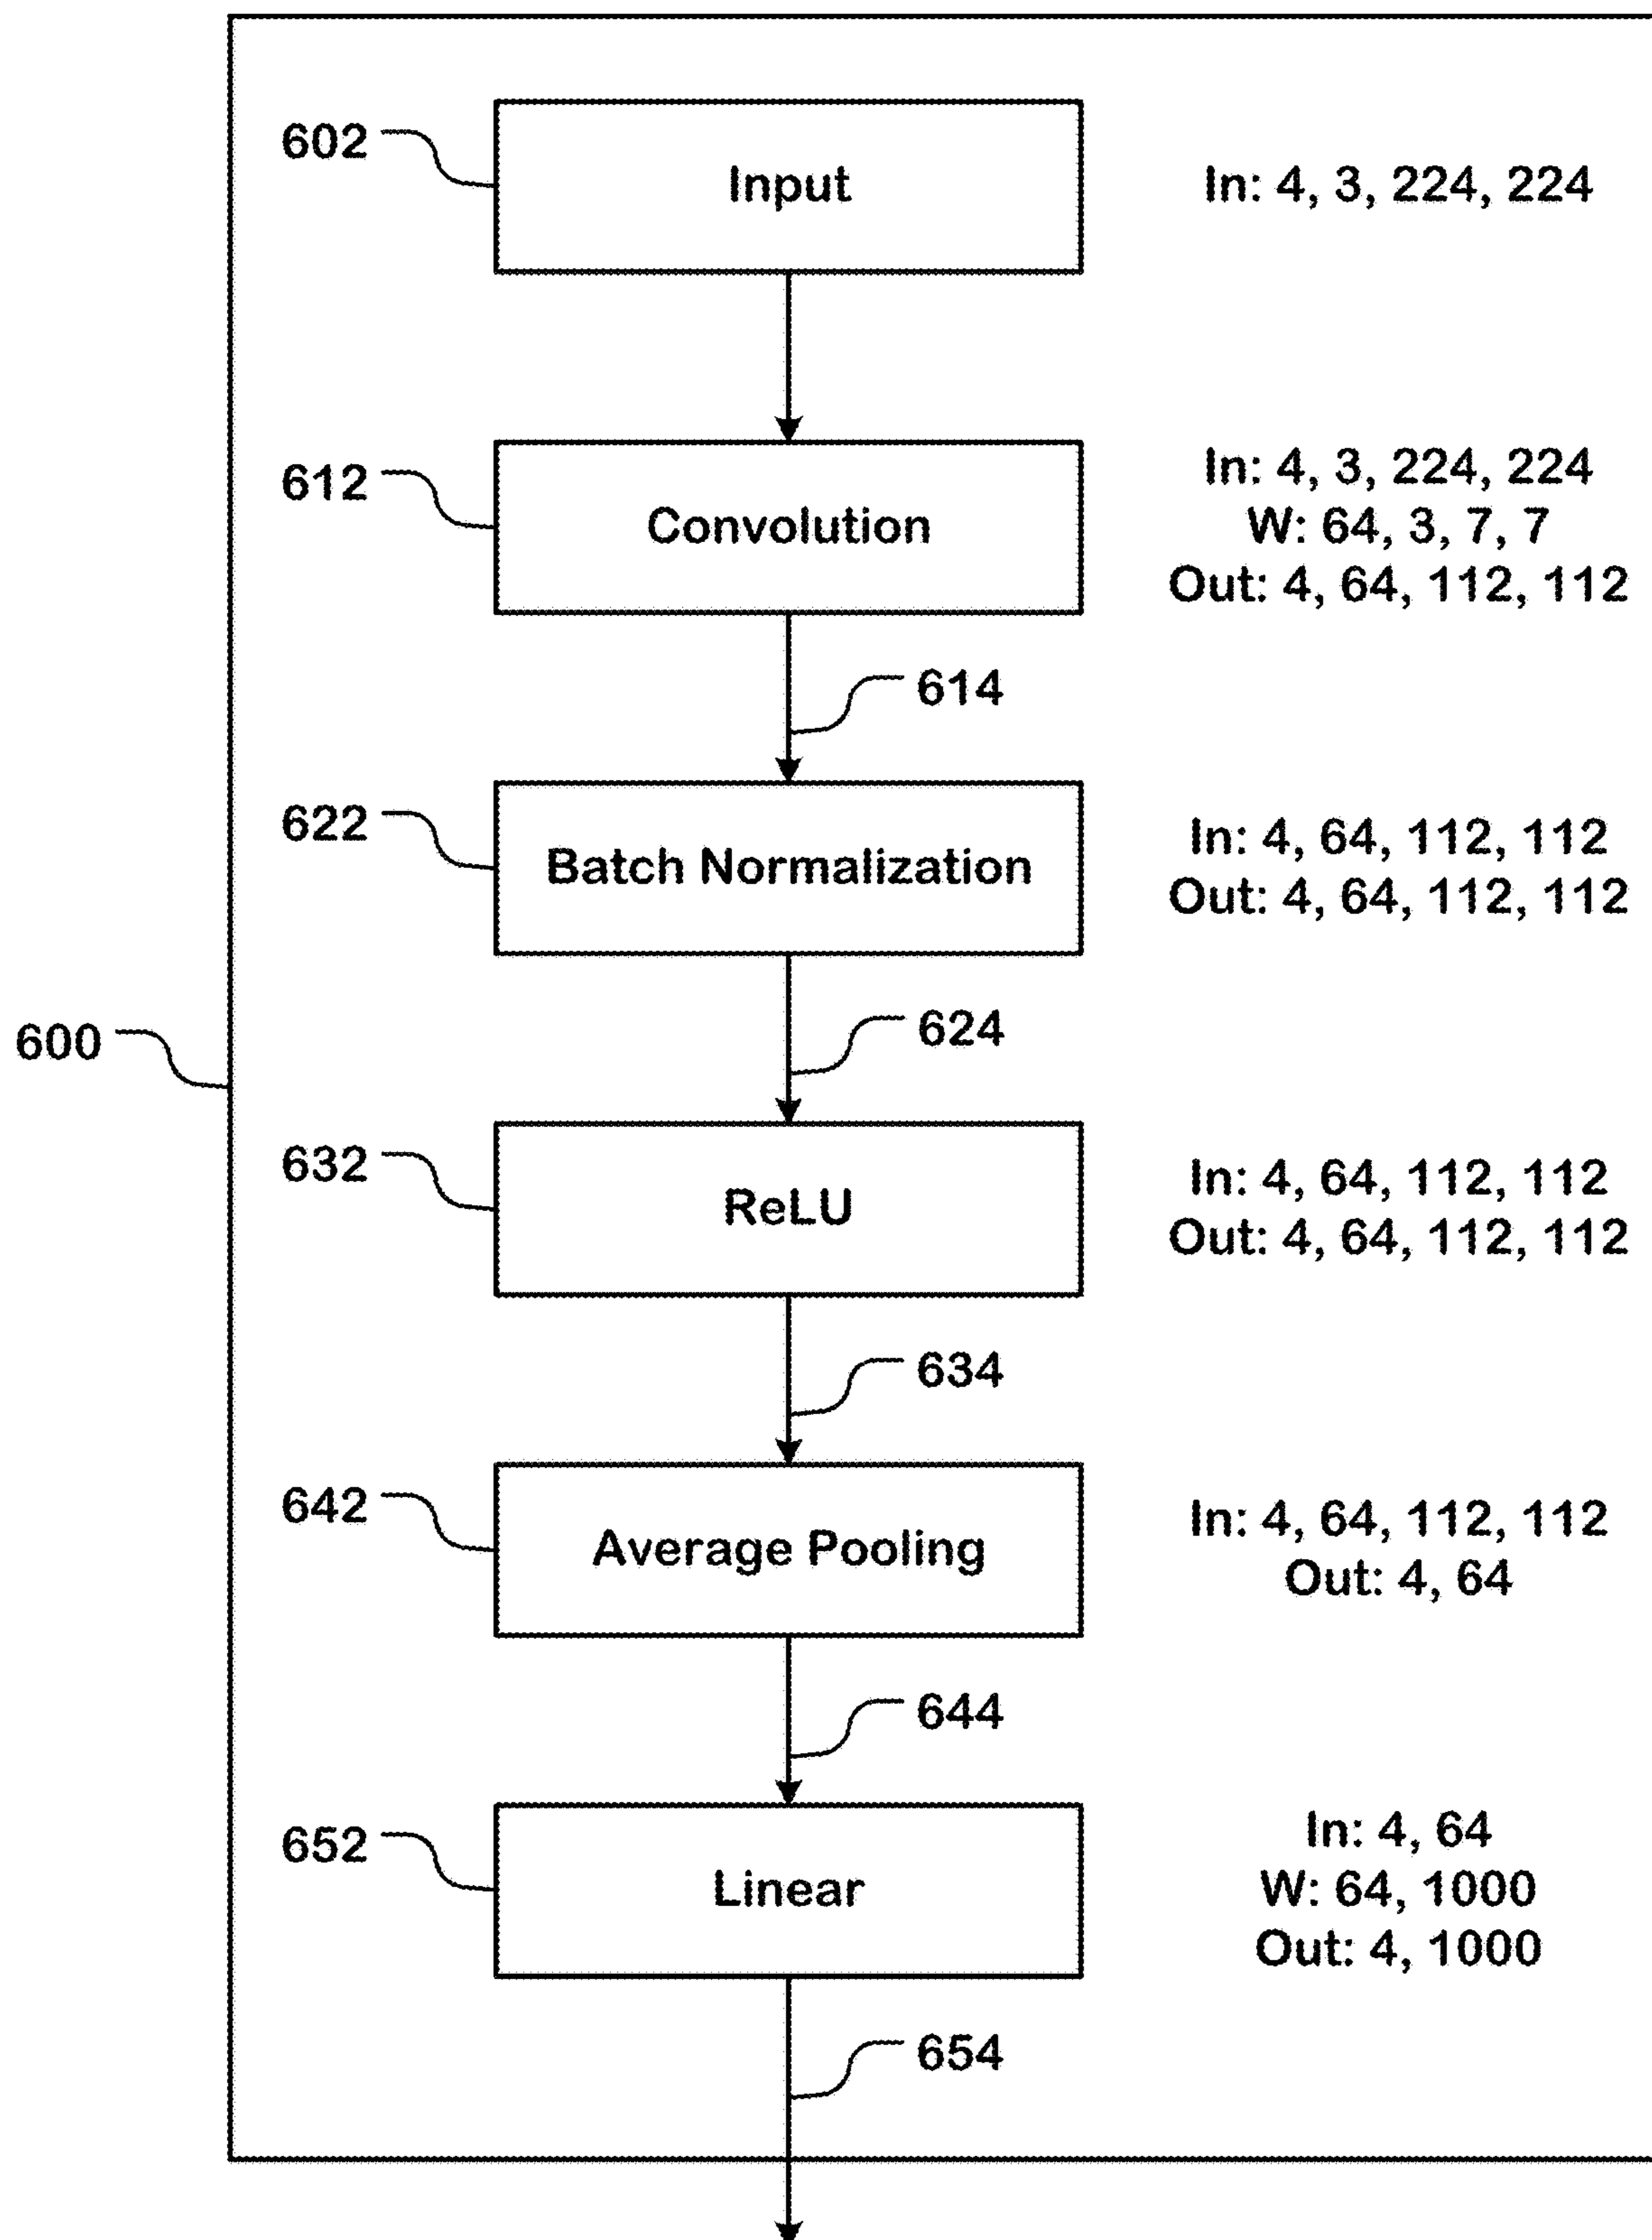 602
Input
In: 4, 3, 224, 224
612
Convolution
In: 4, 3, 224, 224
W: 64, 3, 7, 7
Out: 4, 64, 112, 112
614
622
Batch Normalization
In: 4, 64, 112, 112
Out: 4, 64, 112, 112
600
624
632
ReLU
In: 4, 64, 112, 112
Out: 4, 64, 112, 112
634
642
Average Pooling
In: 4, 64, 112, 112
Out: 4, 64
644
652
Linear
In: 4, 64
W: 64, 1000
Out: 4, 1000
654